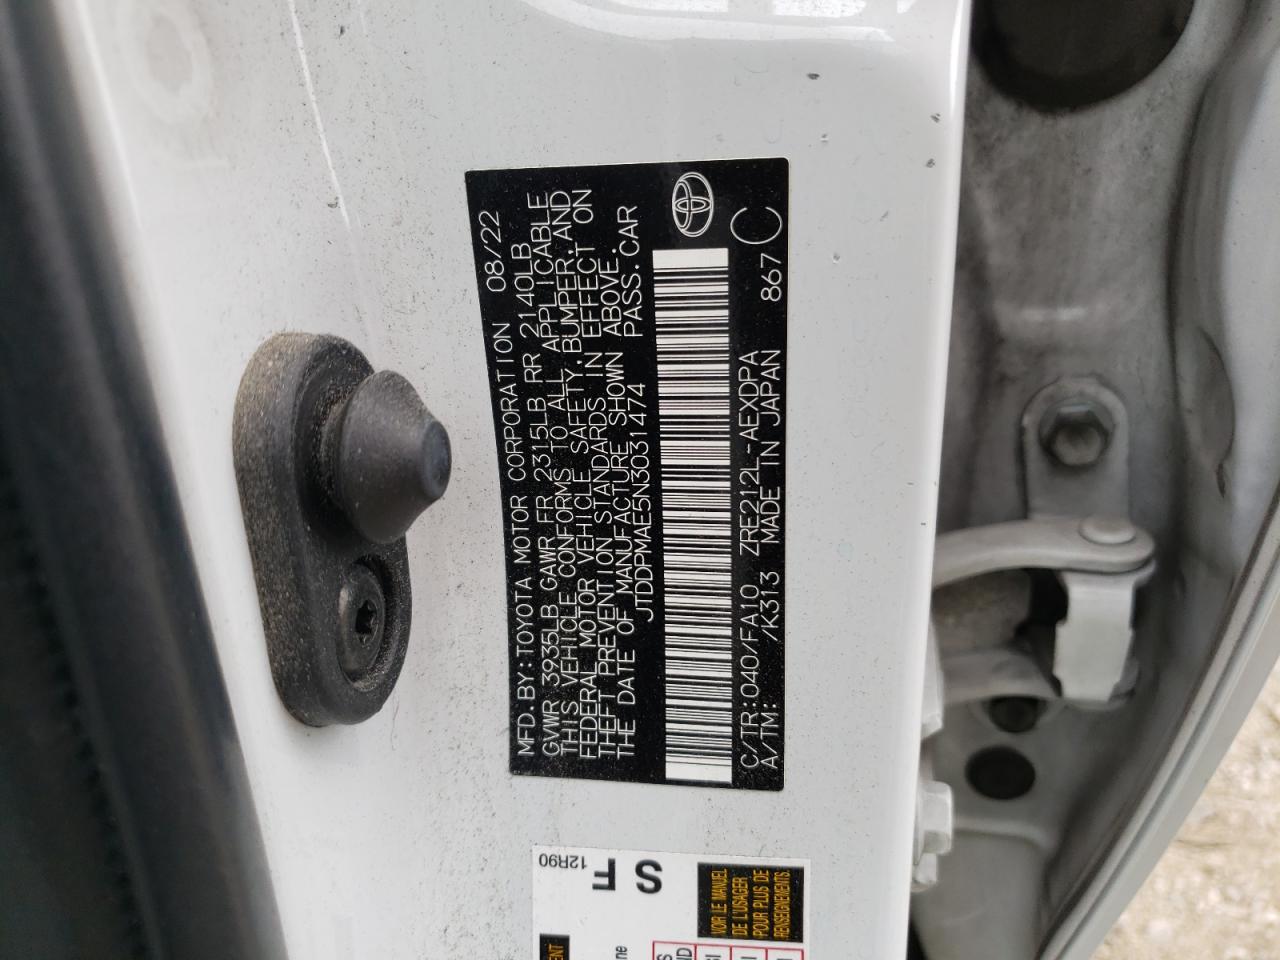 MFD.BY:TOYOTA MOTOR CORPORATION 08/22
GVWR 3935LB GAWR FR 2315LB RR 2140LB
THIS VEHICLE CONFORMS TO ALL APPLICABLE
FEDERAL MOTOR VEHICLE SAFETY,BUMPER,AND
THEFT PREVENTION STANDARDS IN EFFECT ON
THE DATE OF MANUFACTURE SHOWN ABOVE.
JTDDPMAE5N3031474 PASS.CAR
C/TR:040/FA10 ZRE212L-AEXDPA 867 C
A/TM: /K313 MADE IN JAPAN
12R90
S F
VOIR LE MANUEL
DE L'USAGER
POUR PLUS DE
RENSEIGNEMENTS